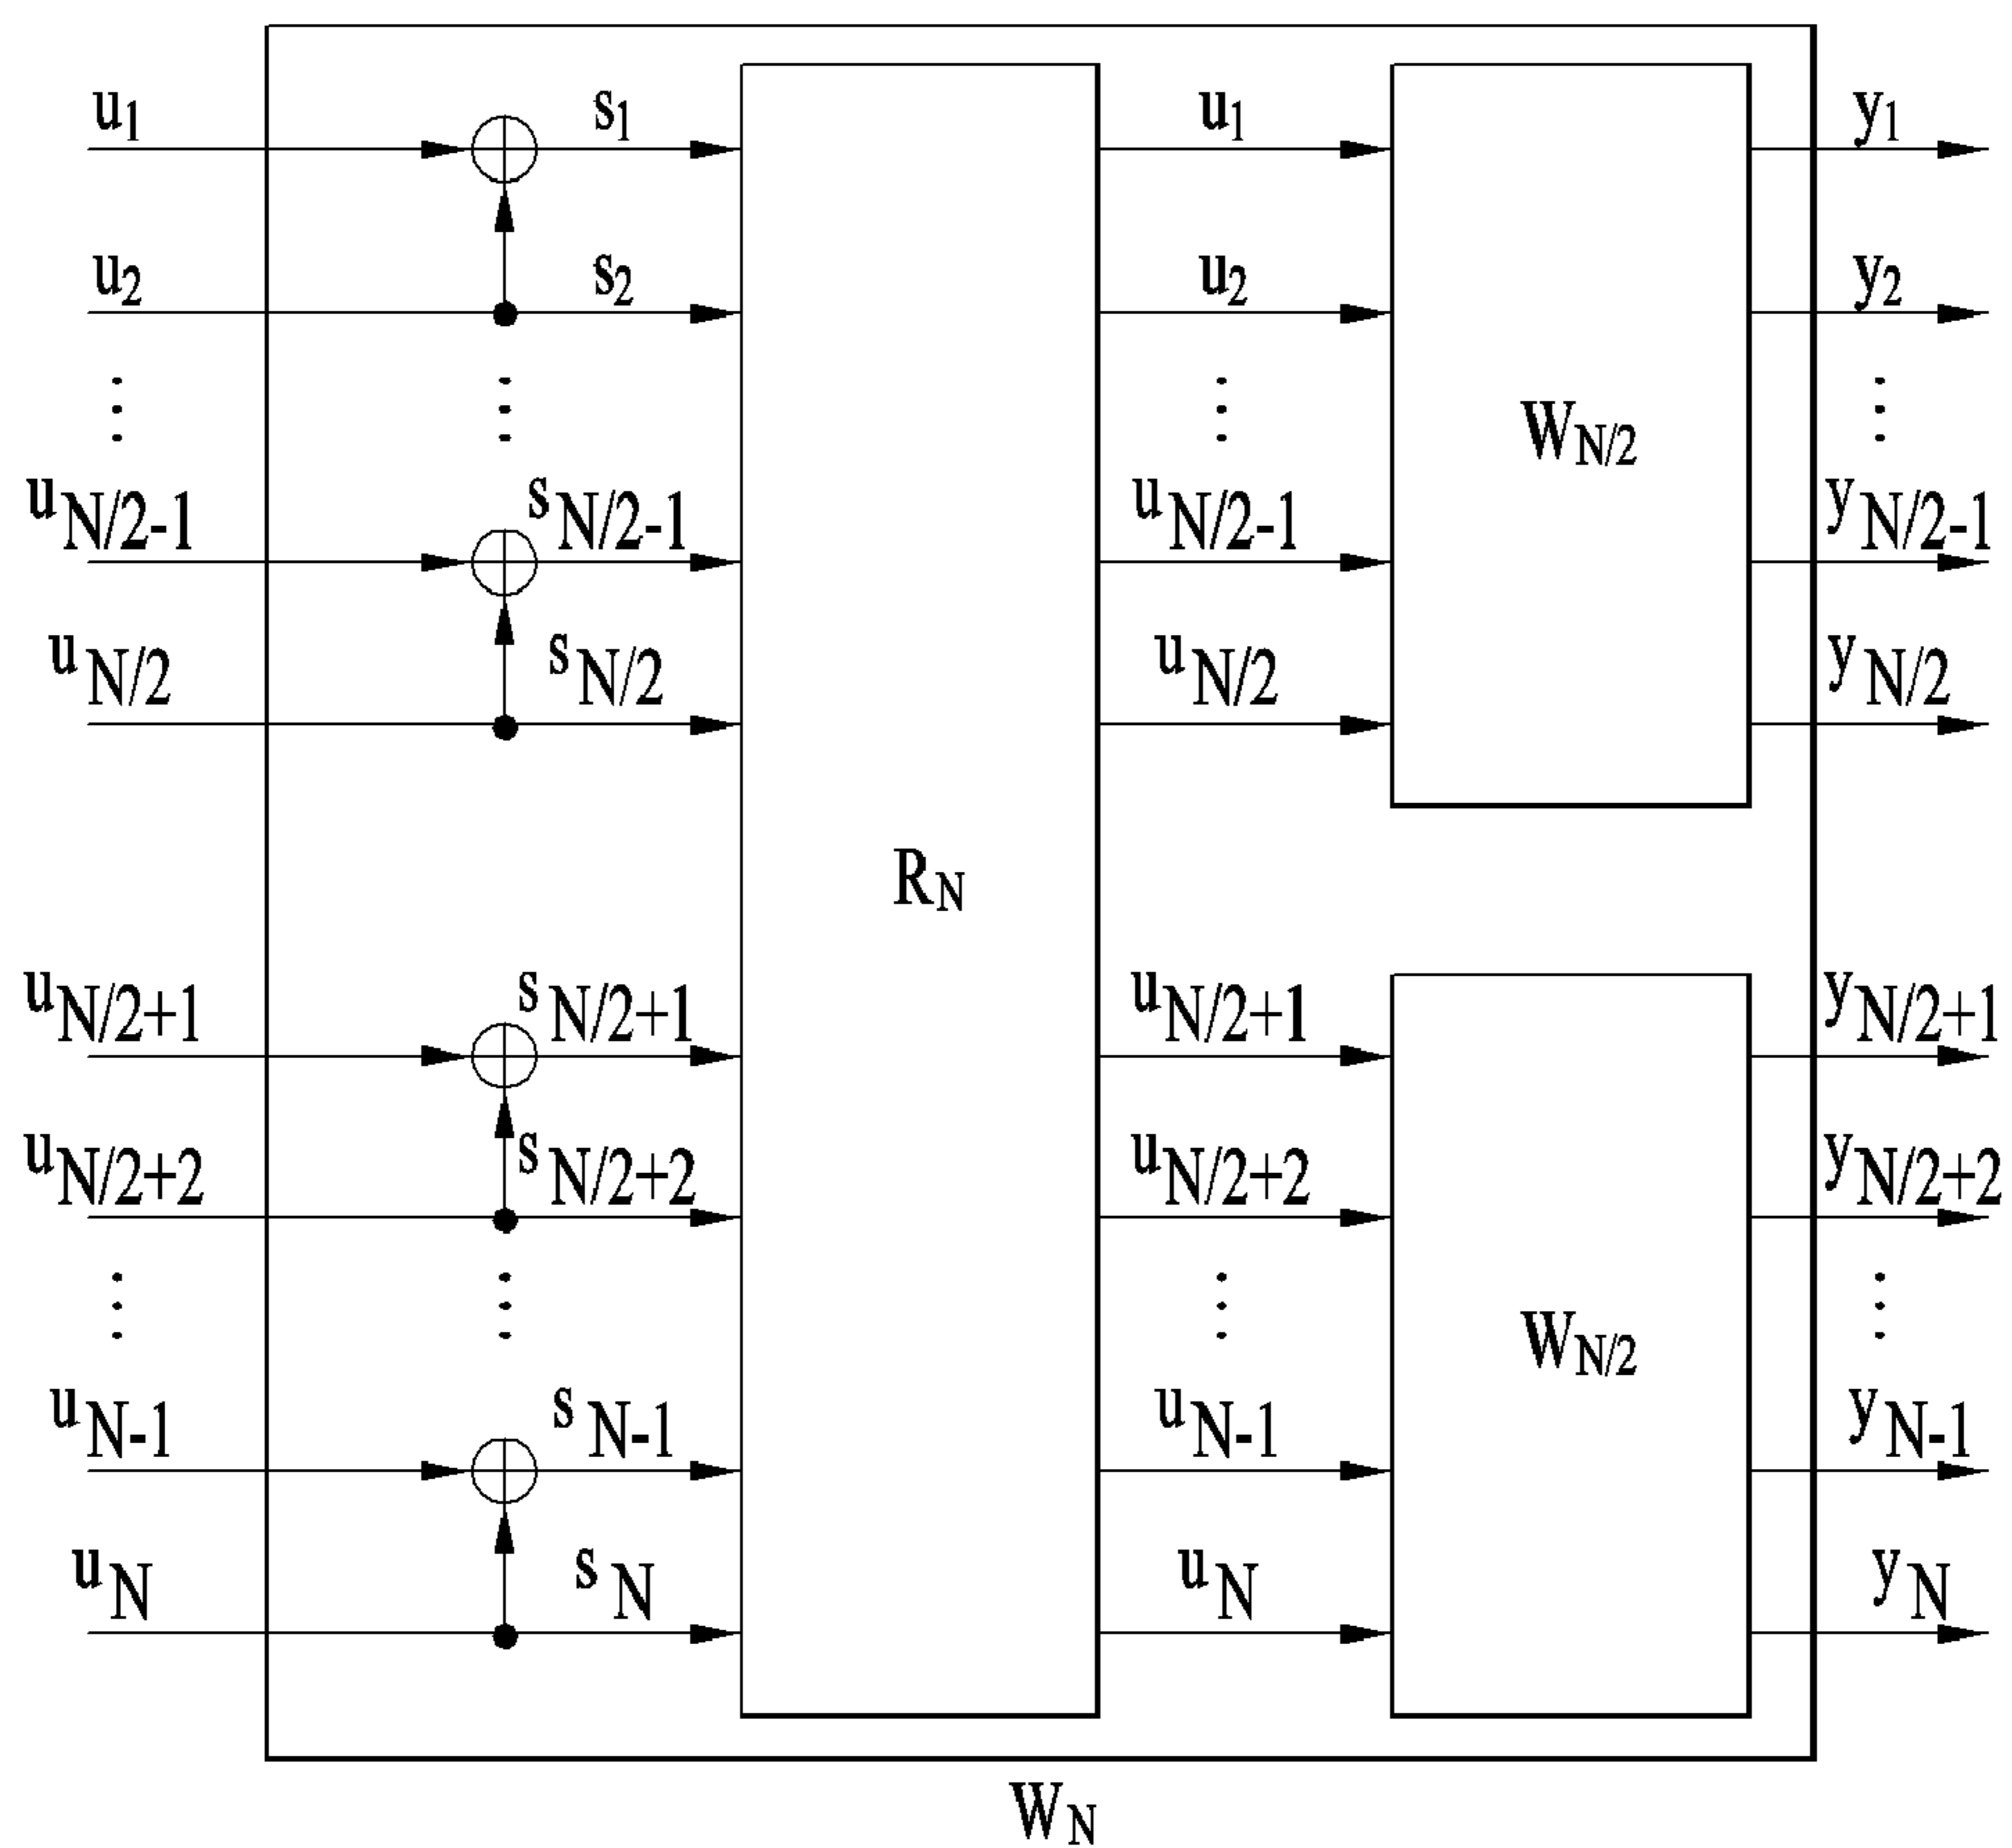 u1 s1 u1 y1
u2 s2 u2 y2
⋮ ⋮ ⋮ ⋮
WN/2
uN/2-1 sN/2-1 uN/2-1 yN/2-1
uN/2 sN/2 uN/2 yN/2
RN
uN/2+1 sN/2+1 uN/2+1 yN/2+1
uN/2+2 sN/2+2 uN/2+2 yN/2+2
⋮ ⋮ ⋮ ⋮
WN/2
uN-1 sN-1 uN-1 yN-1
uN sN uN yN
WN